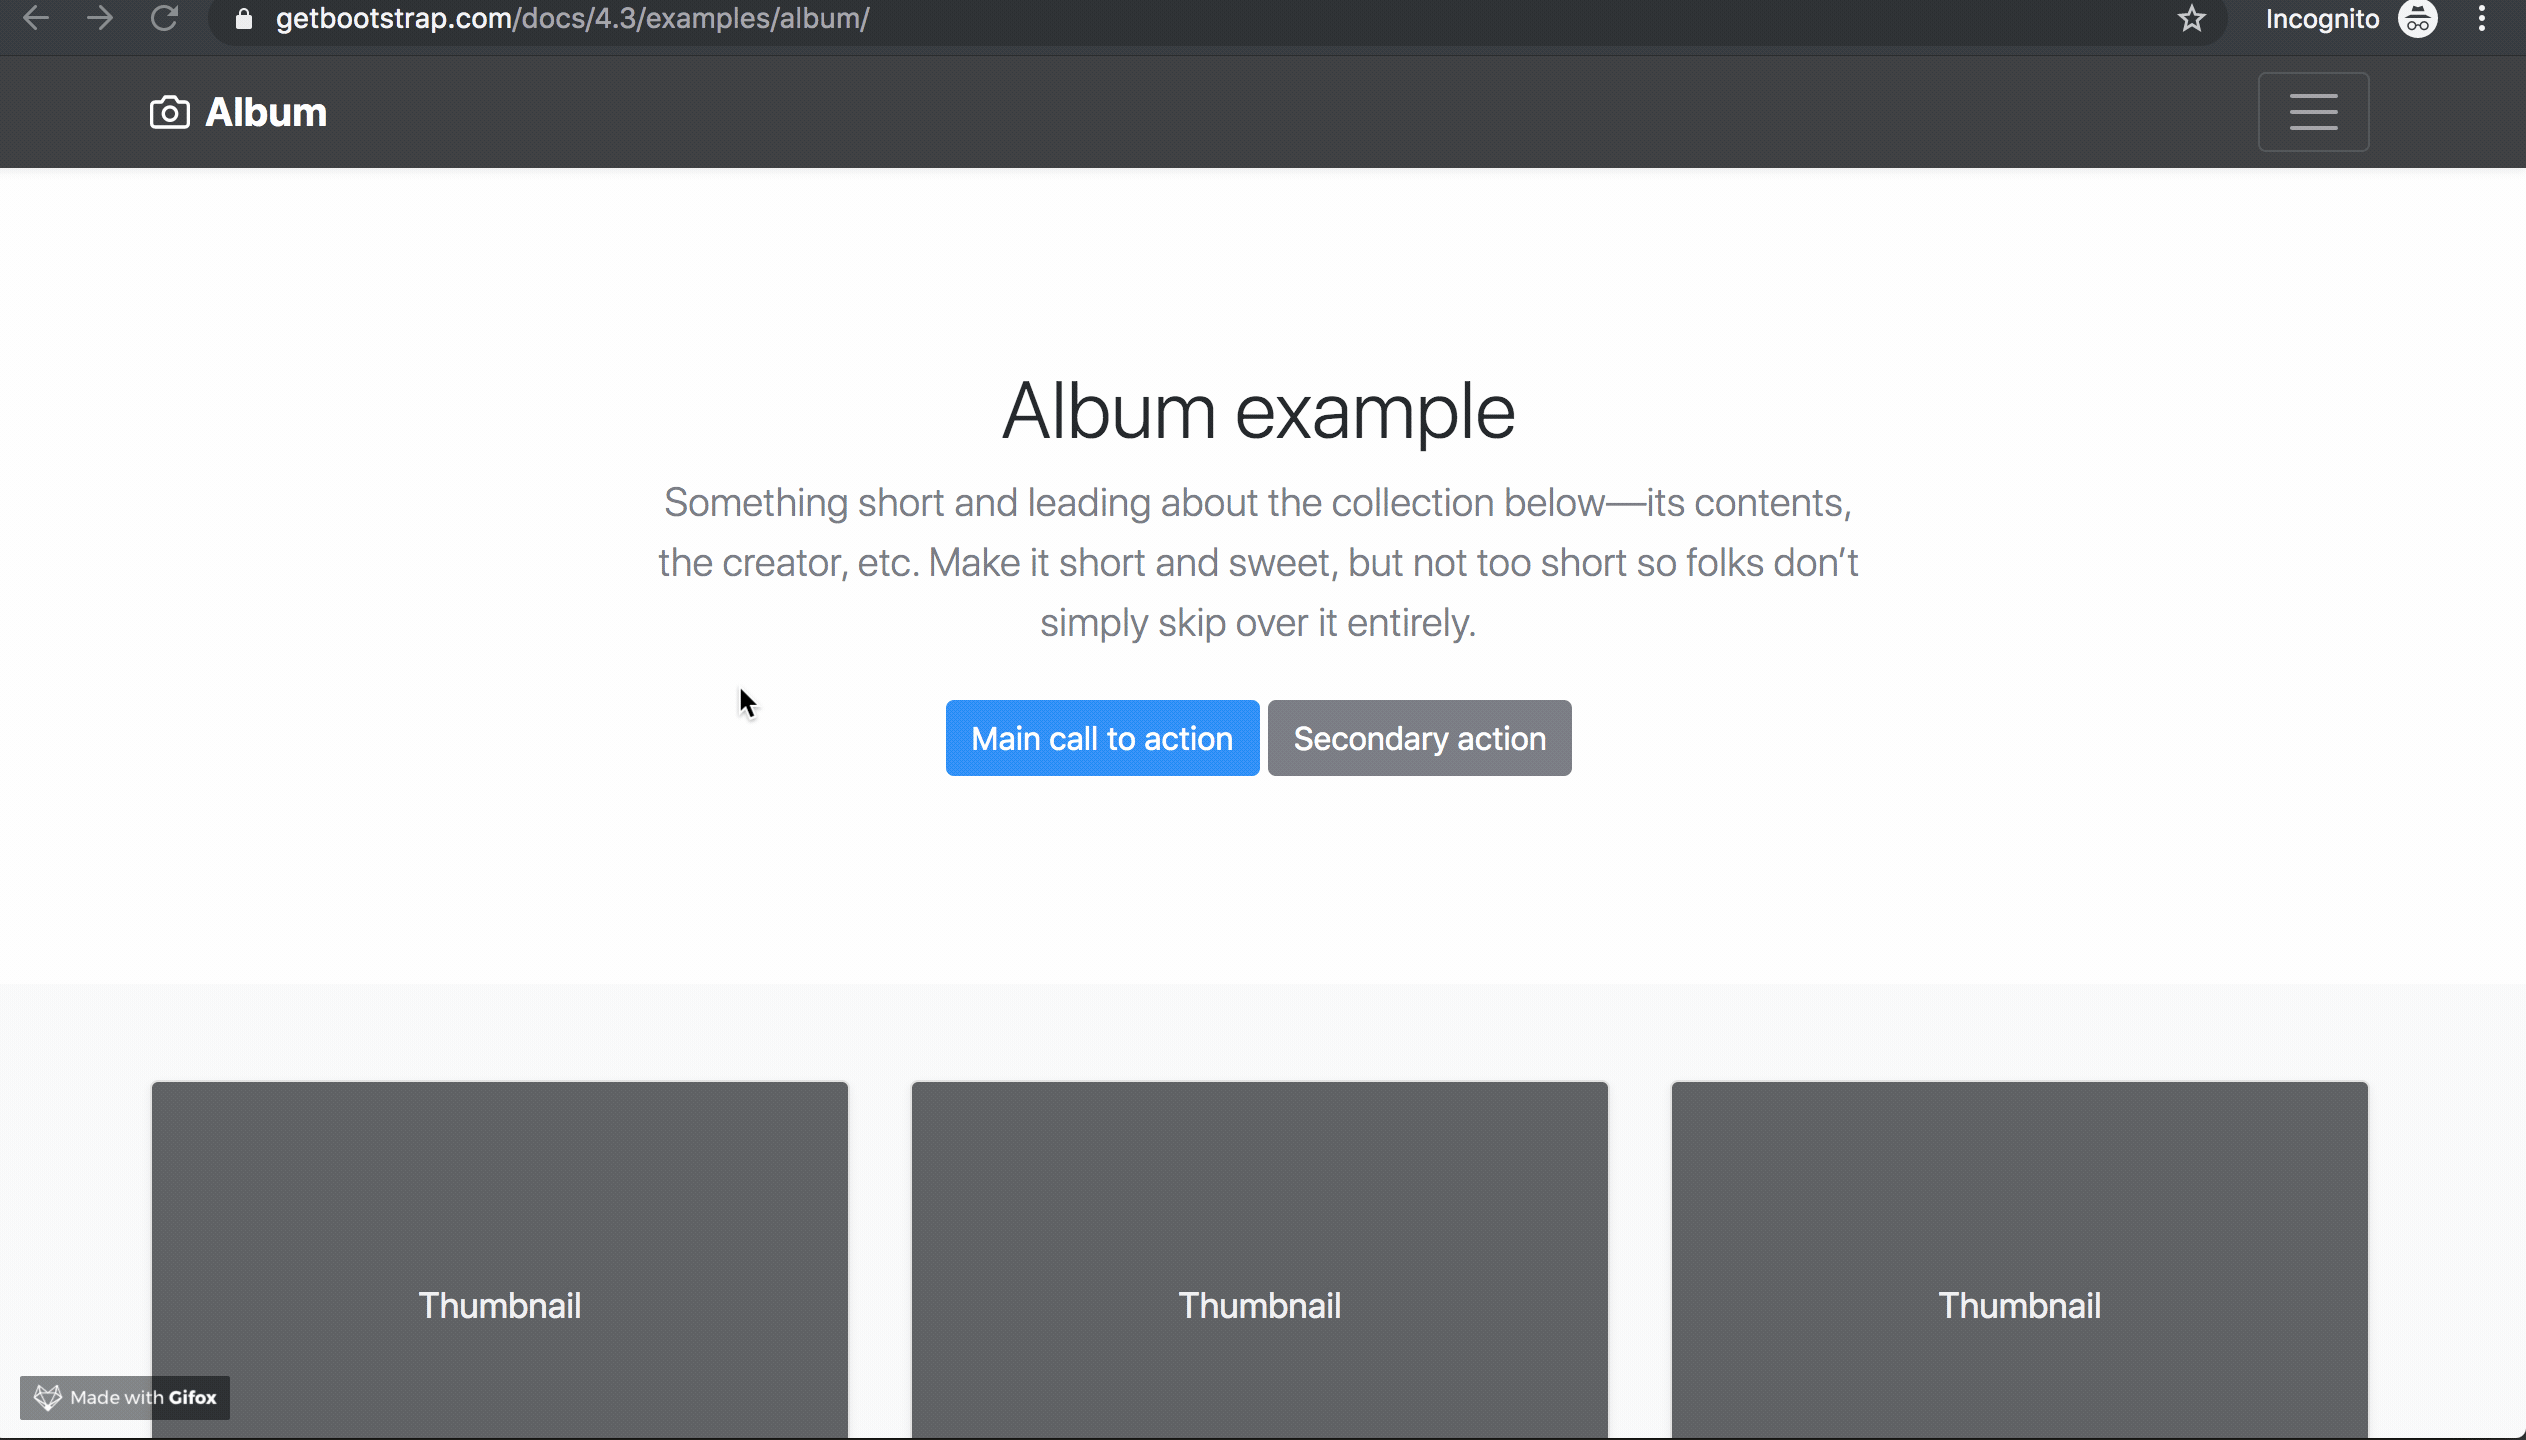 getbootstrap.com/docs/4.3/examples/album/
Incognito
Album
Album example
Something short and leading about the collection below—its contents,
the creator, etc. Make it short and sweet, but not too short so folks don’t
simply skip over it entirely.
Main call to action
Secondary action
Thumbnail
Thumbnail
Thumbnail
Made with Gifox